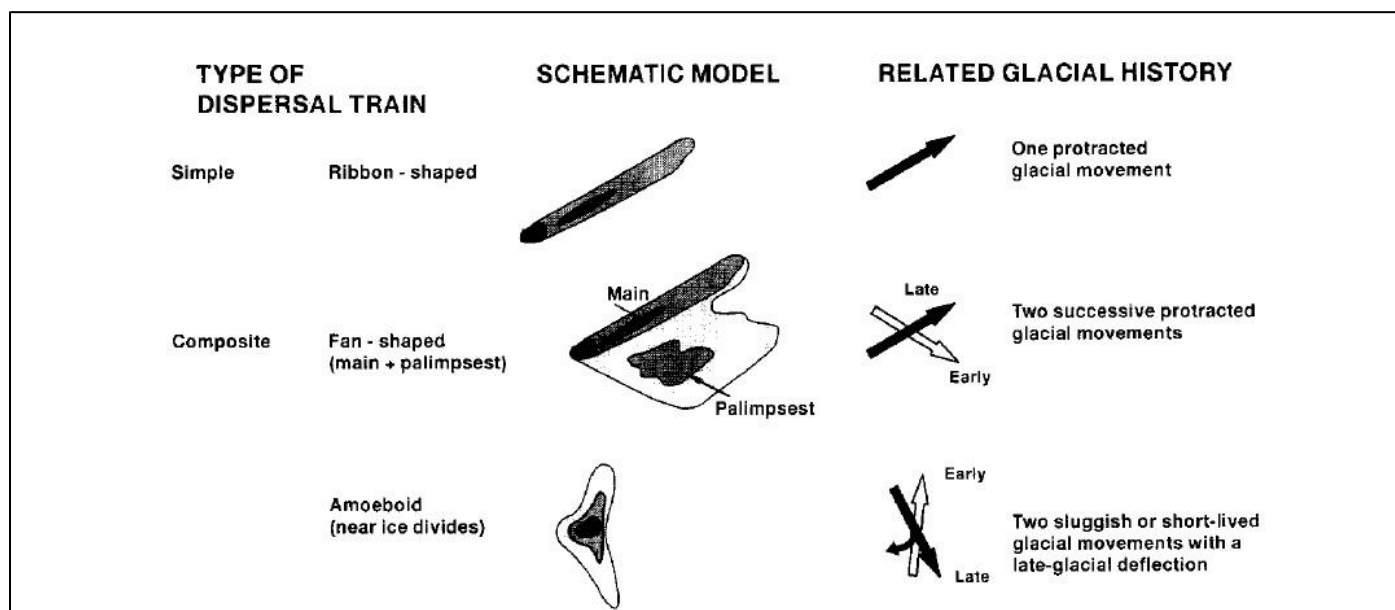 TYPE OF
DISPERSAL TRAIN
SCHEMATIC MODEL
RELATED GLACIAL HISTORY
Simple
Ribbon - shaped
One protracted
glacial movement
Composite
Fan - shaped
(main + palimpsest)
Main
Palimpsest
Late
Early
Two successive protracted
glacial movements
Amoeboid
(near ice divides)
Early
Late
Two sluggish or short-lived
glacial movements with a
late-glacial deflection